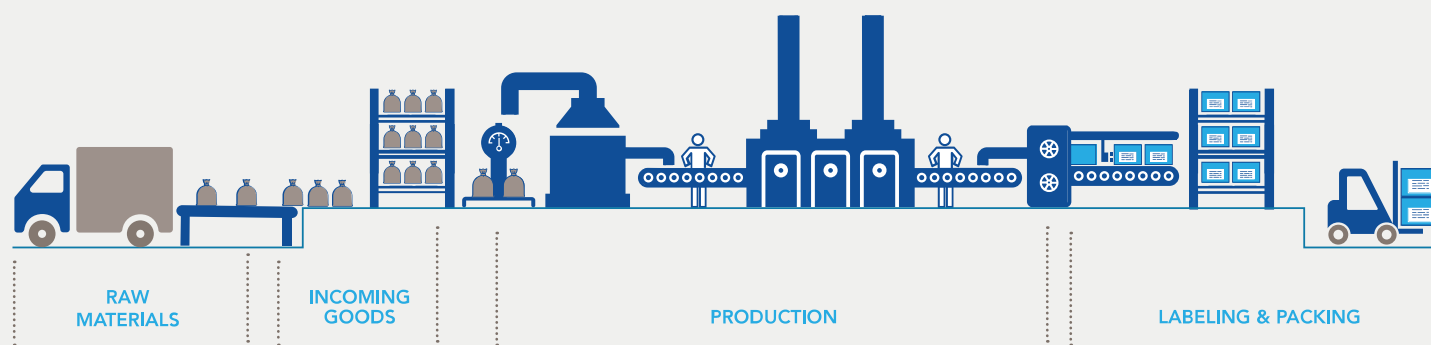 RAW
MATERIALS
INCOMING
GOODS
PRODUCTION
LABELING & PACKING